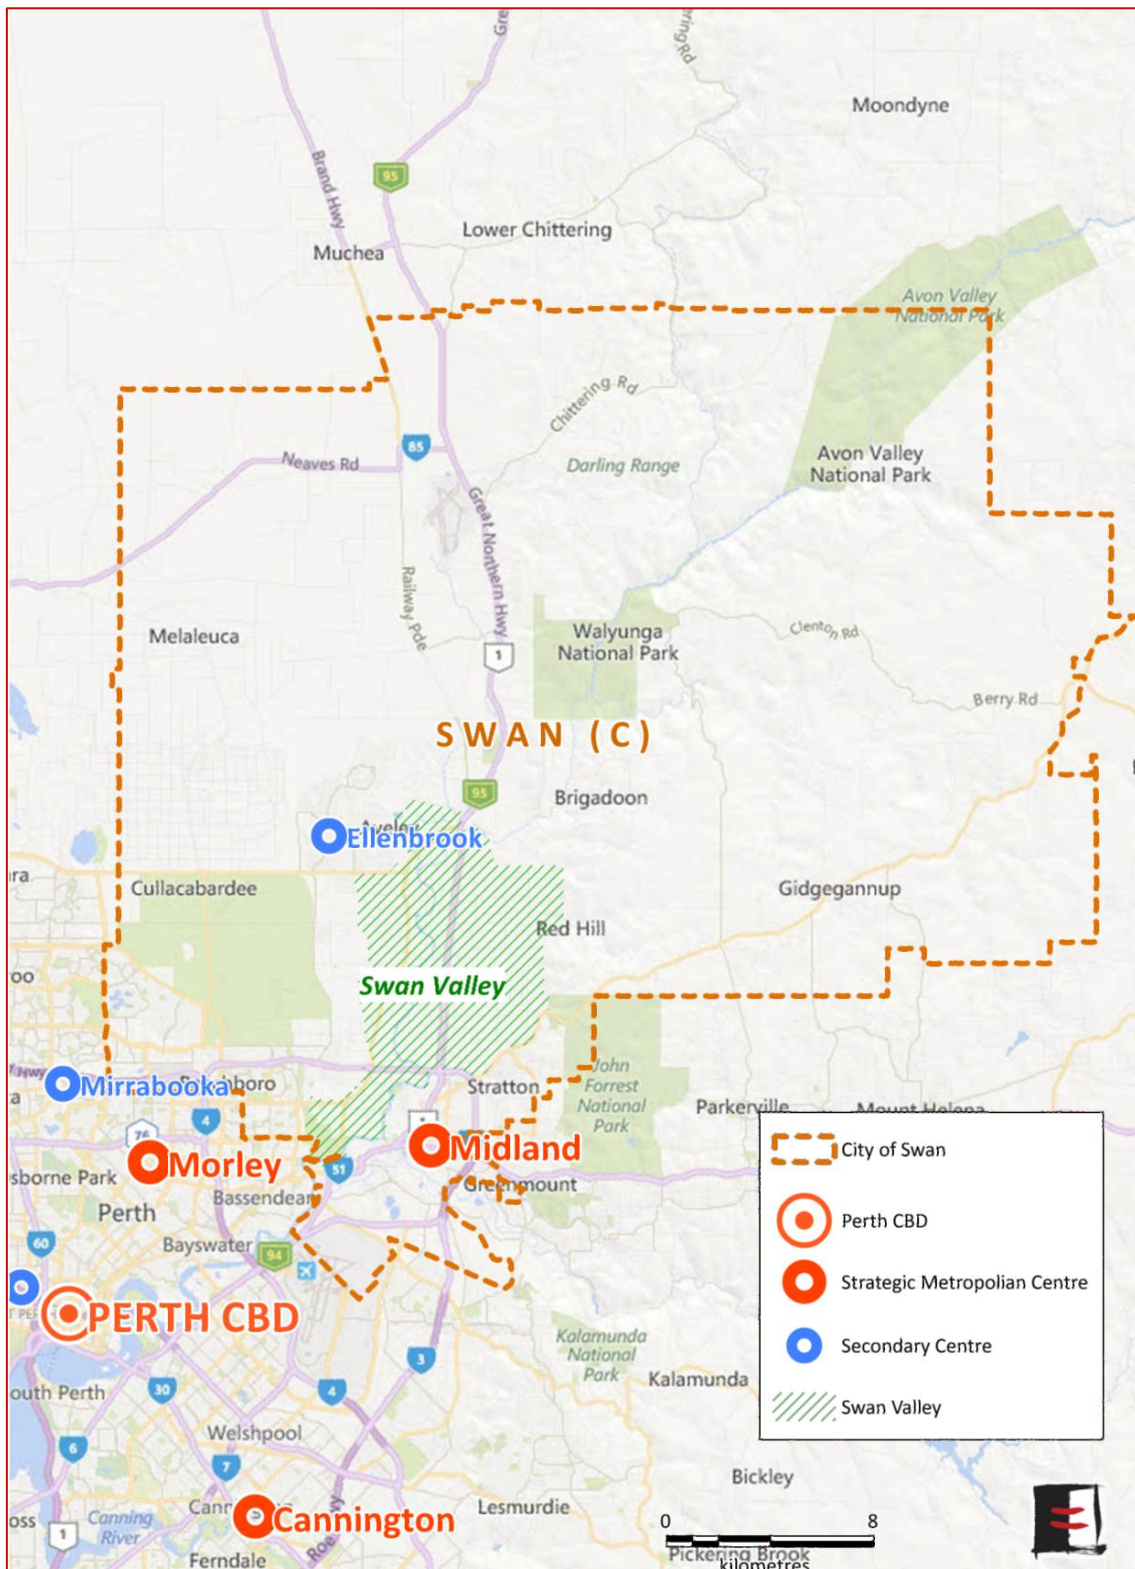 Moondyne
95
Brand Hwy
Lower Chittering
Muchea
Avon Valley
National Park
Chittering Rd
85
Neaves Rd
Darling Range
Avon Valley
National Park
Great Northern Hwy
Railway Pde
Melaleuca
Walyunga
National Park
Clenton Rd
1
Berry Rd
SWAN (C)
95
Brigadoon
Ellenbrook
Cullacabardee
Gidgegannup
Red Hill
Swan Valley
Mirrabooka
Stratton
John
Forrest
National
Park
Parkerville
Mount Helena
4
76
Morley
Midland
51
Greenmount
Bassendean
Perth
Bayswater
94
60
PERTH CBD
Kalamunda
National
Park
3
Kalamunda
30
4
Welshpool
6
7
Bickley
Lesmurdie
Cannington
Canning
River
1
Ferndale
City of Swan
Perth CBD
Strategic Metropolian Centre
Secondary Centre
Swan Valley
0 8
Pickering Brook
kilometres